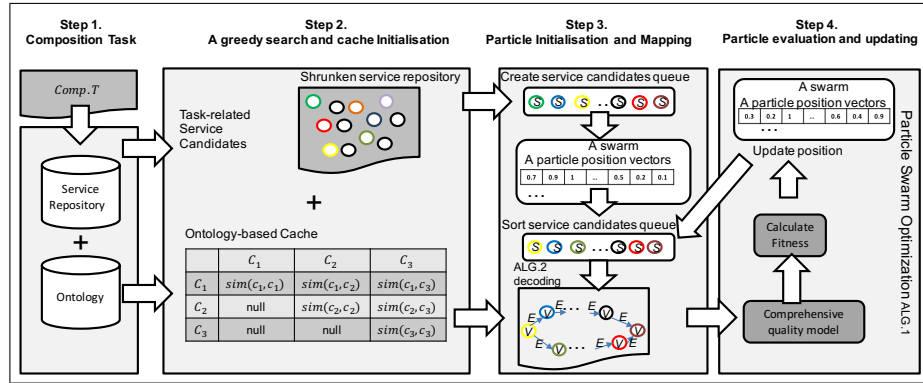 Step 1.
Composition Task
Step 2.
A greedy search and cache Initialisation
Step 3.
Particle Initialisation and Mapping
Step 4.
Particle evaluation and updating
Comp.T
Service
Repository
+
Ontology
Shrunken service repository
Task-related
Service
Candidates
+
Ontology-based Cache
C1 C2 C3
C1 sim(c1,c1) sim(c1,c2) sim(c1,c3)
C2 null sim(c2,c2) sim(c2,c3)
C3 null null sim(c3,c3)
Create service candidates queue
S S S .. S S S
A swarm
A particle position vectors
0.7 0.9 1 .. 0.5 0.2 0.1
...
Sort service candidates queue
S S S ... S S S
ALG.2
decoding
E V E ... E V E
V V
E V E ... E V E
A swarm
A particle position vectors
0.3 0.2 1 .. 0.6 0.4 0.9
...
Update position
Calculate
Fitness
Comprehensive
quality model
Particle Swarm Optimization ALG.1